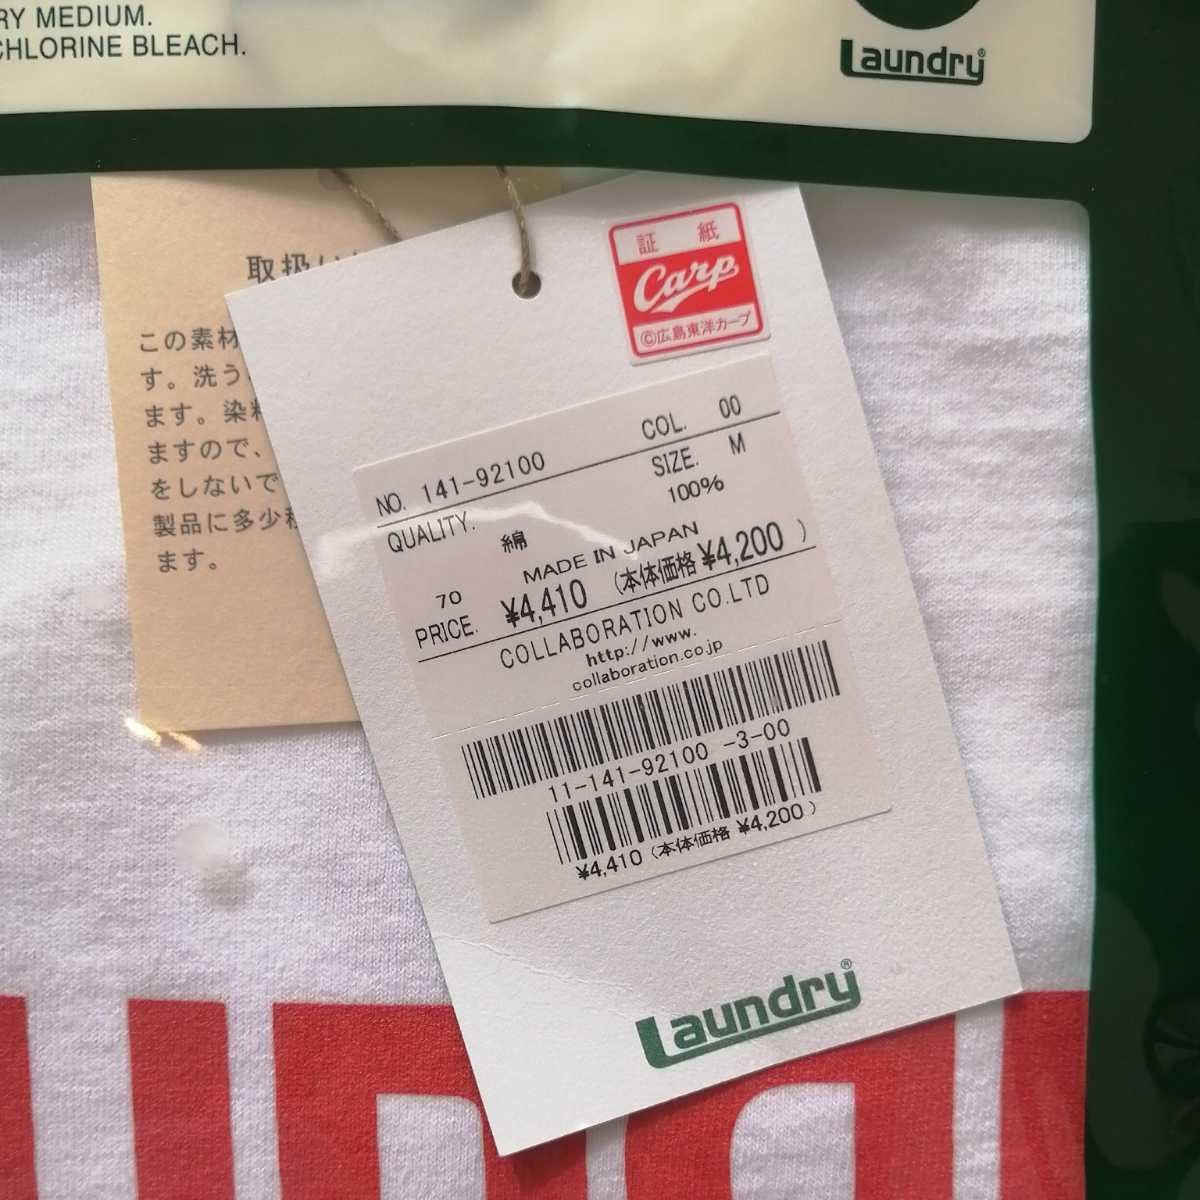 RY MEDIUM.
CHLORINE BLEACH.
Laundry®
取扱い
この素材
す。洗う
ます。染料
ますので、
をしないで
製品に多少
ます。
証 紙
Carp
©広島東洋カープ
NO. 141-92100 COL. 00
QUALITY. SIZE. M
綿 100%
MADE IN JAPAN
70
PRICE. ¥4,410 (本体価格 ¥4,200 )
COLLABORATION CO.LTD
http://www.
collaboration.co.jp
11-141-92100 -3-00
¥4,410 (本体価格 ¥4,200 )
Laundry®